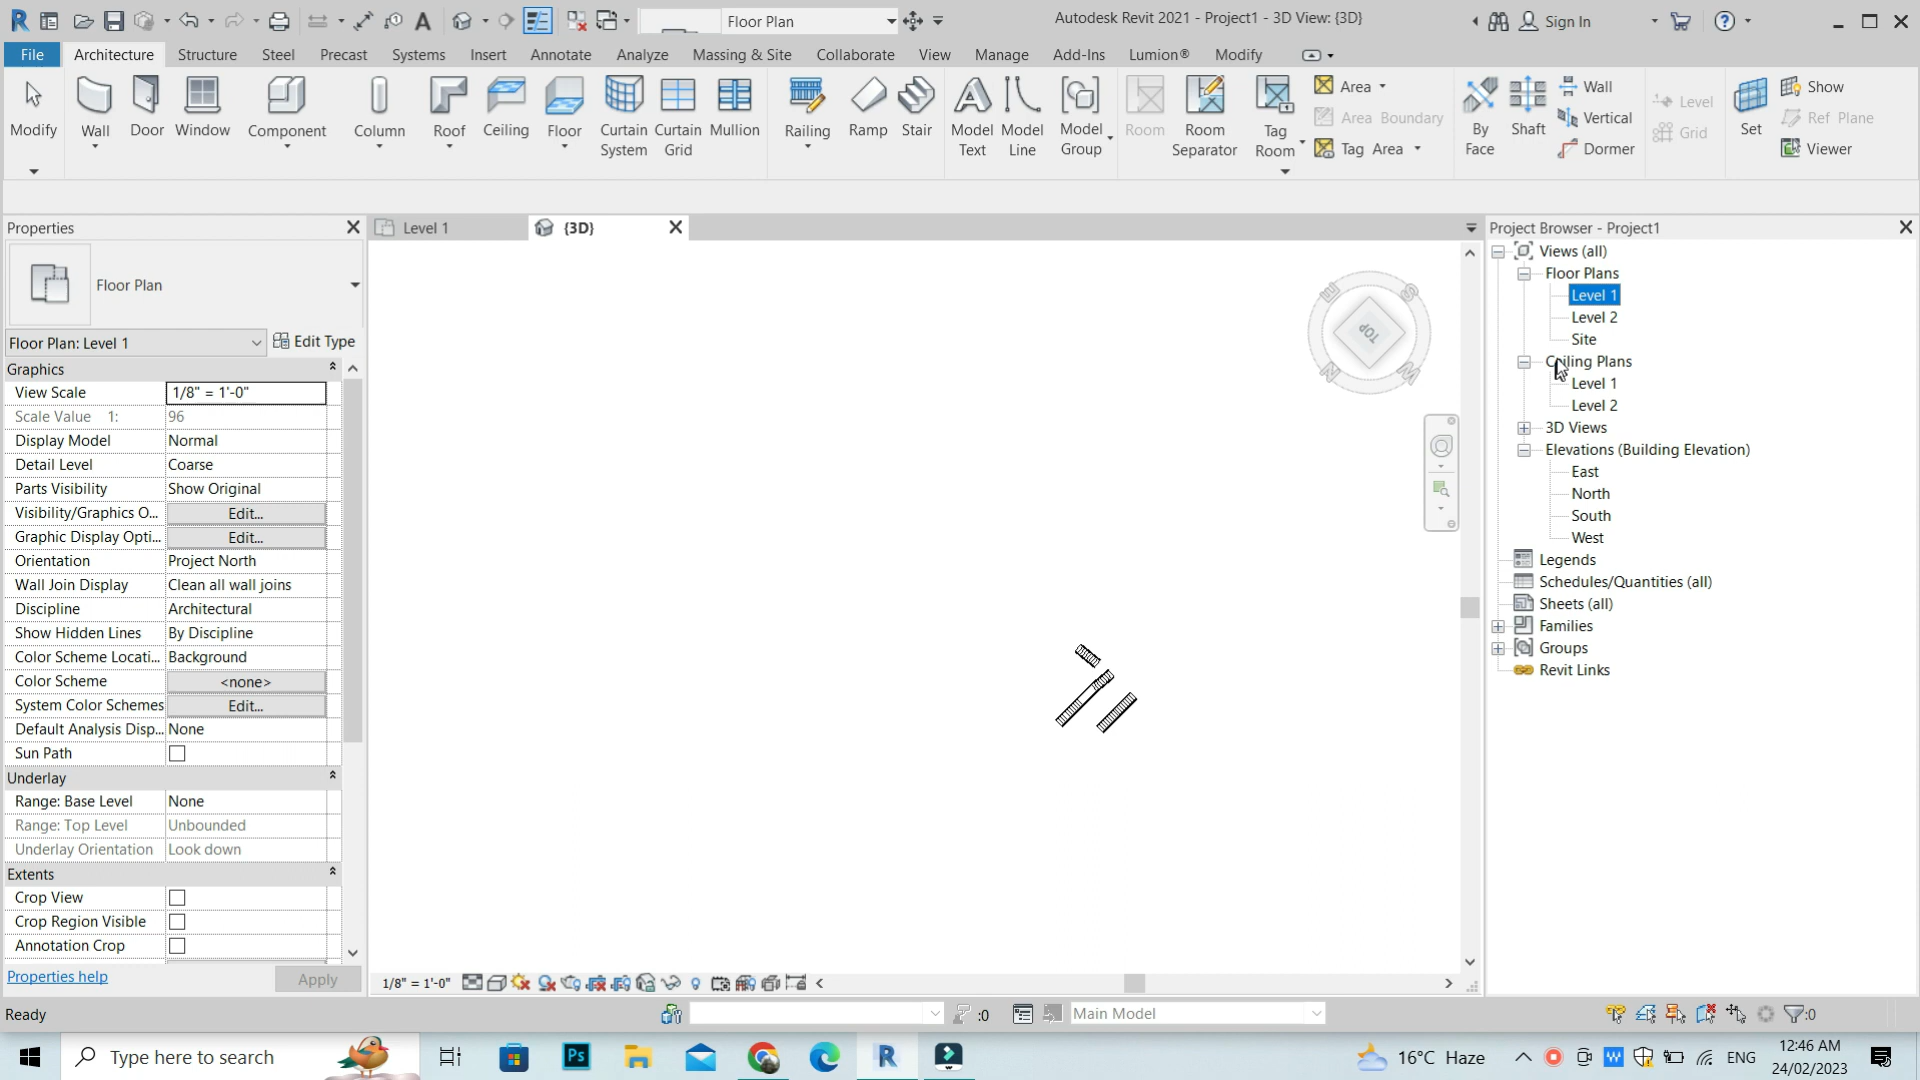 Floor Plan
Autodesk Revit 2021 - Project1 - 3D View: {3D}
Sign In
File Architecture Structure Steel Precast Systems Insert Annotate Analyze Massing & Site Collaborate View Manage Add-Ins Lumion® Modify
Modify Wall Door Window Component Column Roof Ceiling Floor Curtain System Curtain Grid Mullion Railing Ramp Stair Model Text Model Line Model Group Room Room Separator Tag Room
Area
Area Boundary
Tag Area
By Face Shaft
Wall
Vertical
Dormer
Level
Grid
Set
Show
Ref Plane
Viewer
Properties
Floor Plan
Floor Plan: Level 1 Edit Type
Graphics
View Scale 1/8" = 1'-0"
Scale Value 1: 96
Display Model Normal
Detail Level Coarse
Parts Visibility Show Original
Visibility/Graphics O... Edit...
Graphic Display Opti... Edit...
Orientation Project North
Wall Join Display Clean all wall joins
Discipline Architectural
Show Hidden Lines By Discipline
Color Scheme Locati... Background
Color Scheme <none>
System Color Schemes Edit...
Default Analysis Disp... None
Sun Path
Underlay
Range: Base Level None
Range: Top Level Unbounded
Underlay Orientation Look down
Extents
Crop View
Crop Region Visible
Annotation Crop
Properties help Apply
Level 1 {3D}
E S
TOP
N W
1/8" = 1'-0"
Project Browser - Project1
Views (all)
Floor Plans
Level 1
Level 2
Site
Ceiling Plans
Level 1
Level 2
3D Views
Elevations (Building Elevation)
East
North
South
West
Legends
Schedules/Quantities (all)
Sheets (all)
Families
Groups
Revit Links
Ready :0 Main Model :0
Type here to search
Ps
R
16°C Haze
ENG
12:46 AM
24/02/2023